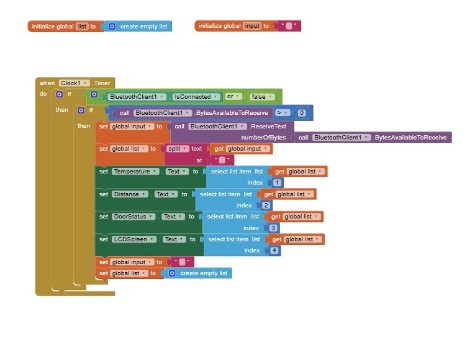 initialize global list to create empty list
initialize global input to " "
when Clock1 .Timer
do if BluetoothClient1 . IsConnected or false
then if call BluetoothClient1 .BytesAvailableToReceive > 0
then set global input to call BluetoothClient1 .ReceiveText
numberOfBytes call BluetoothClient1 .BytesAvailableToReceive
set global list to split text get global input
at " "
set Temperature . Text to select list item list get global list
index 1
set Distance . Text to select list item list get global list
index 2
set DoorStatus . Text to select list item list get global list
index 3
set LCDScreen . Text to select list item list get global list
index 4
set global input to " "
set global list to create empty list